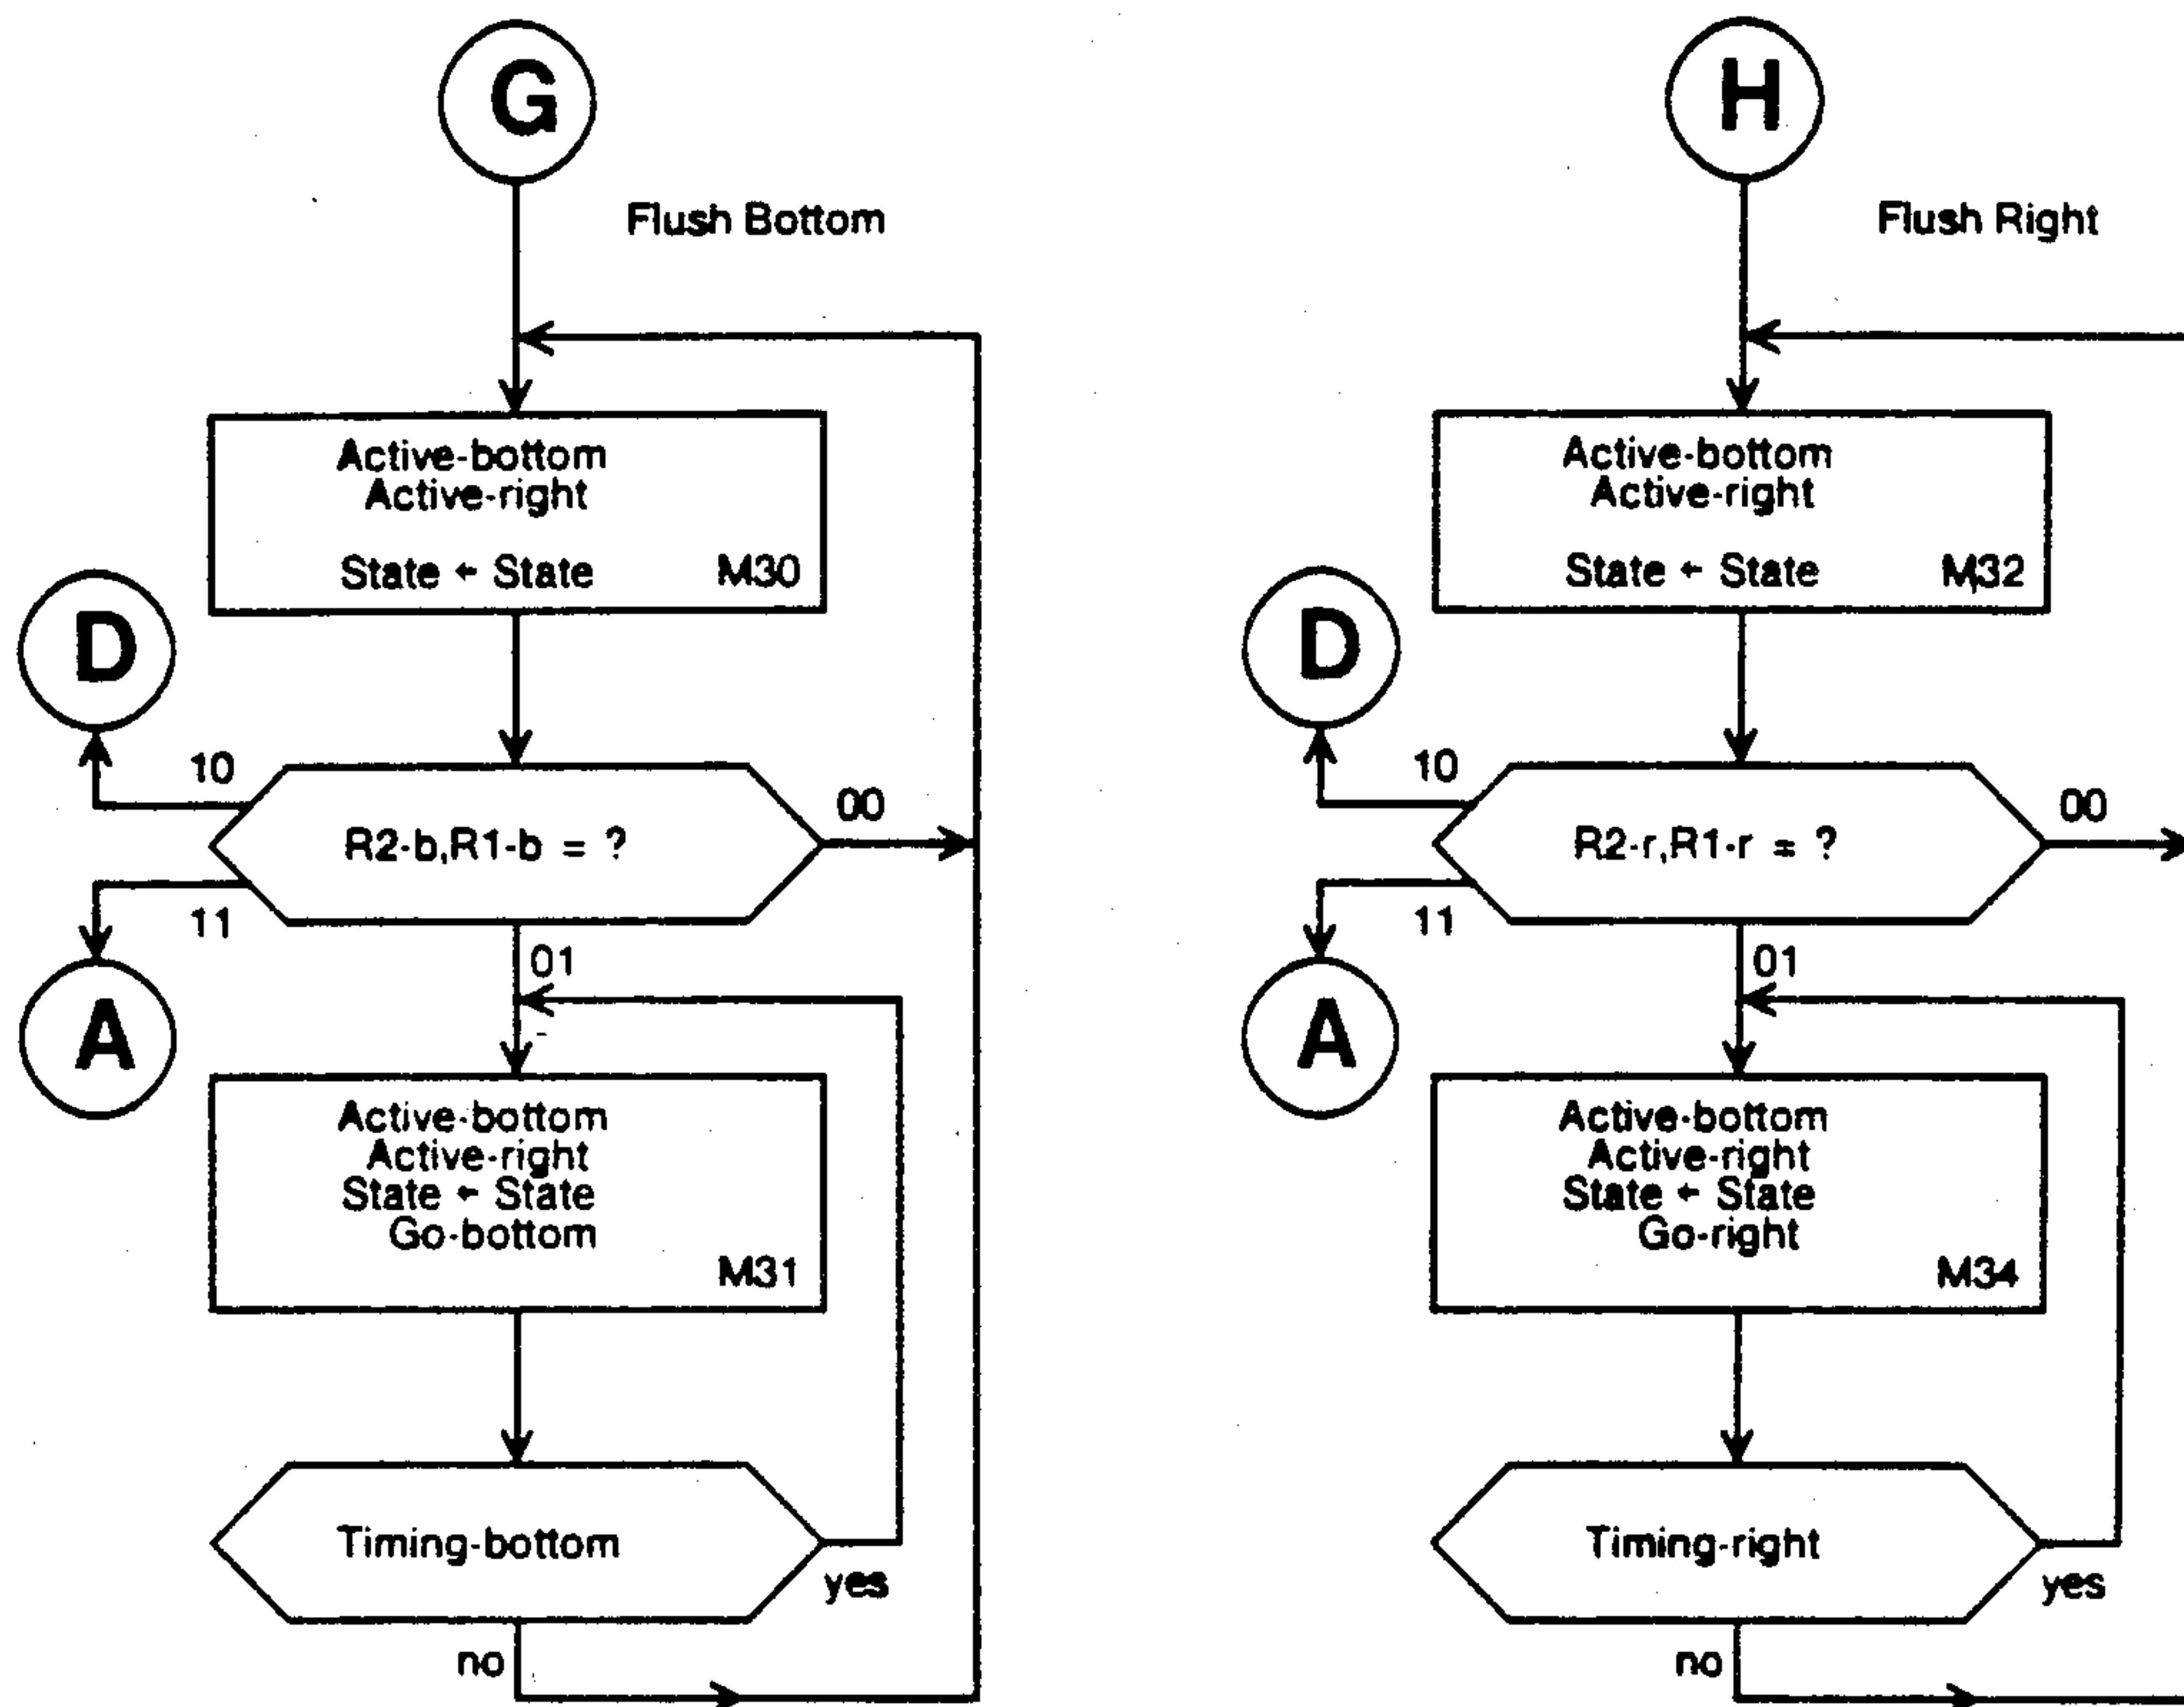 G
Flush Bottom
Active-bottom
Active-right
State ← State
M30
D
10
R2-b,R1-b = ?
00
11
A
01
Active-bottom
Active-right
State ← State
Go-bottom
M31
Timing-bottom
yes
no
H
Flush Right
Active-bottom
Active-right
State ← State
M32
D
10
R2-r,R1-r = ?
00
11
A
01
Active-bottom
Active-right
State ← State
Go-right
M34
Timing-right
yes
no